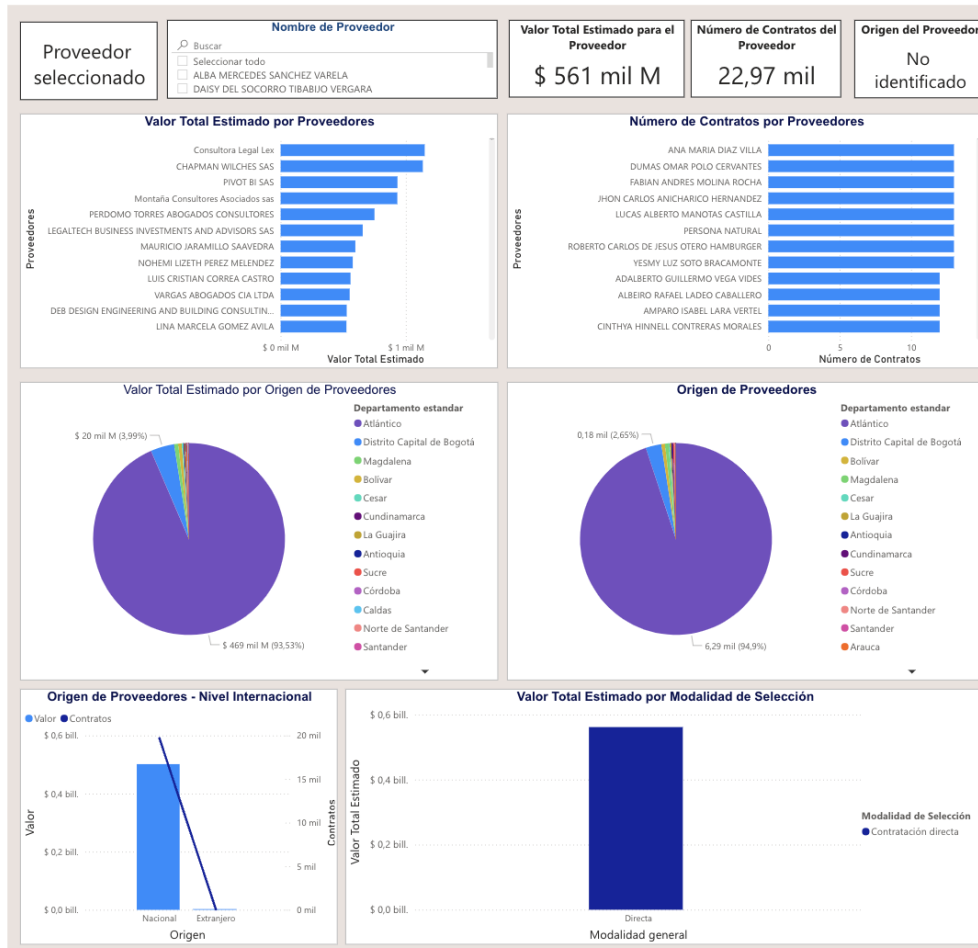 Proveedor
seleccionado
Nombre de Proveedor
Buscar
Seleccionar todo
ALBA MERCEDES SANCHEZ VARELA
DAISY DEL SOCORRO TIBABIJO VERGARA
Valor Total Estimado para el
Proveedor
$ 561 mil M
Número de Contratos del
Proveedor
22,97 mil
Origen del Proveedor
No
identificado
Valor Total Estimado por Proveedores
Proveedores
Consultora Legal Lex
CHAPMAN WILCHES SAS
PIVOT BI SAS
Montaña Consultores Asociados sas
PERDOMO TORRES ABOGADOS CONSULTORES
LEGALTECH BUSINESS INVESTMENTS AND ADVISORS SAS
MAURICIO JARAMILLO SAAVEDRA
NOHEMI LIZETH PEREZ MELENDEZ
LUIS CRISTIAN CORREA CASTRO
VARGAS ABOGADOS CIA LTDA
DEB DESIGN ENGINEERING AND BUILDING CONSULTIN...
LINA MARCELA GOMEZ AVILA
$ 0 mil M
$ 1 mil M
Valor Total Estimado
Número de Contratos por Proveedores
Proveedores
ANA MARIA DIAZ VILLA
DUMAS OMAR POLO CERVANTES
FABIAN ANDRES MOLINA ROCHA
JHON CARLOS ANICHARICO HERNANDEZ
LUCAS ALBERTO MANOTAS CASTILLA
PERSONA NATURAL
ROBERTO CARLOS DE JESUS OTERO HAMBURGER
YESMY LUZ SOTO BRACAMONTE
ADALBERTO GUILLERMO VEGA VIDES
ALBEIRO RAFAEL LADEO CABALLERO
AMPARO ISABEL LARA VERTEL
CINTHYA HINNELL CONTRERAS MORALES
0
5
10
Número de Contratos
Valor Total Estimado por Origen de Proveedores
$ 20 mil M (3,99%)
$ 469 mil M (93,53%)
Departamento estandar
Atlántico
Distrito Capital de Bogotá
Magdalena
Bolívar
Cesar
Cundinamarca
La Guajira
Antioquia
Sucre
Córdoba
Caldas
Norte de Santander
Santander
Origen de Proveedores
0,18 mil (2,65%)
6,29 mil (94,9%)
Departamento estandar
Atlántico
Distrito Capital de Bogotá
Bolívar
Magdalena
Cesar
La Guajira
Antioquia
Cundinamarca
Sucre
Córdoba
Norte de Santander
Santander
Arauca
Origen de Proveedores - Nivel Internacional
Valor
Contratos
Valor
$ 0,6 bill.
$ 0,4 bill.
$ 0,2 bill.
$ 0,0 bill.
20 mil
15 mil
10 mil
5 mil
0 mil
Contratos
Nacional
Extranjero
Origen
Valor Total Estimado por Modalidad de Selección
Valor Total Estimado
$ 0,6 bill.
$ 0,4 bill.
$ 0,2 bill.
$ 0,0 bill.
Directa
Modalidad general
Modalidad de Selección
Contratación directa